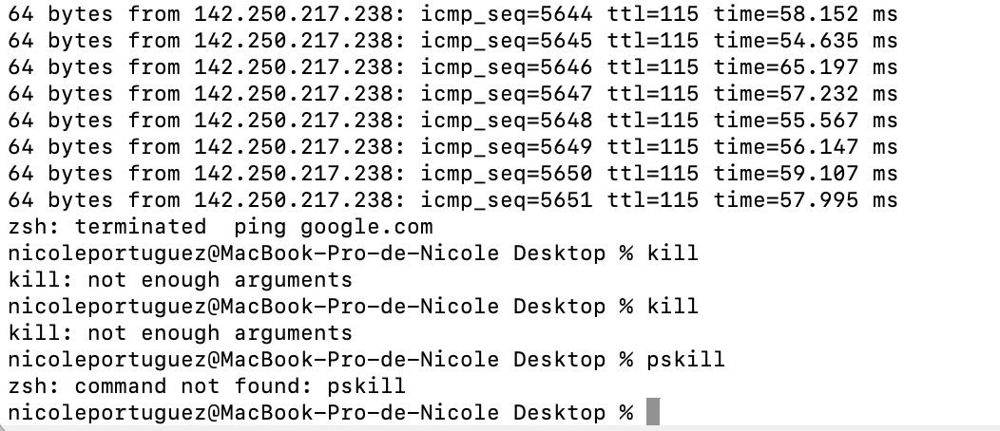 64 bytes from 142.250.217.238: icmp_seq=5644 ttl=115 time=58.152 ms
64 bytes from 142.250.217.238: icmp_seq=5645 ttl=115 time=54.635 ms
64 bytes from 142.250.217.238: icmp_seq=5646 ttl=115 time=65.197 ms
64 bytes from 142.250.217.238: icmp_seq=5647 ttl=115 time=57.232 ms
64 bytes from 142.250.217.238: icmp_seq=5648 ttl=115 time=55.567 ms
64 bytes from 142.250.217.238: icmp_seq=5649 ttl=115 time=56.147 ms
64 bytes from 142.250.217.238: icmp_seq=5650 ttl=115 time=59.107 ms
64 bytes from 142.250.217.238: icmp_seq=5651 ttl=115 time=57.995 ms
zsh: terminated  ping google.com
nicoleportuguez@MacBook-Pro-de-Nicole Desktop % kill
kill: not enough arguments
nicoleportuguez@MacBook-Pro-de-Nicole Desktop % kill
kill: not enough arguments
nicoleportuguez@MacBook-Pro-de-Nicole Desktop % pskill
zsh: command not found: pskill
nicoleportuguez@MacBook-Pro-de-Nicole Desktop %